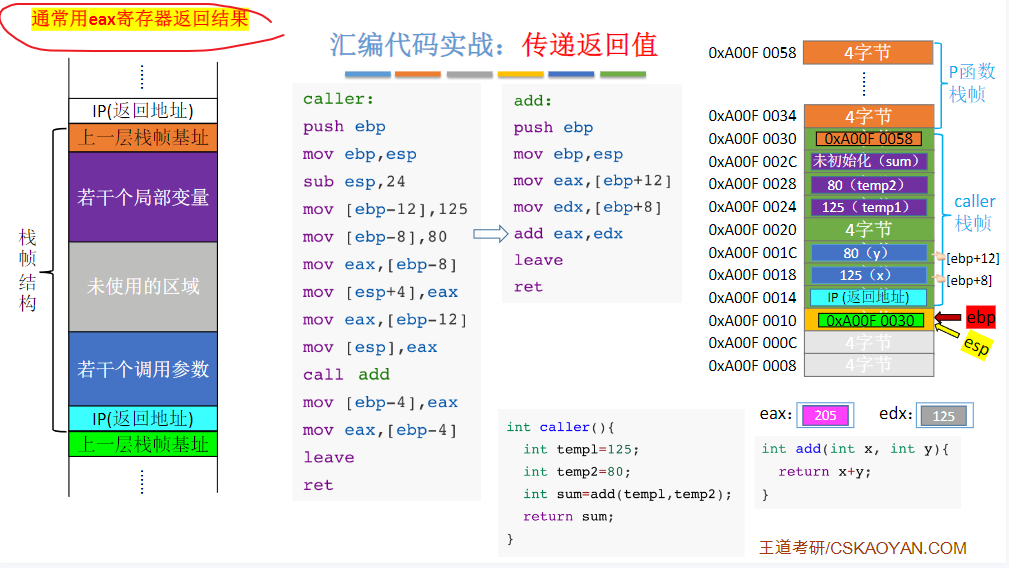 通常用eax寄存器返回结果
汇编代码实战：传递返回值
IP(返回地址)
上一层栈帧基址
若干个局部变量
未使用的区域
若干个调用参数
IP(返回地址)
上一层栈帧基址
栈帧结构
caller:
push ebp
mov ebp,esp
sub esp,24
mov [ebp-12],125
mov [ebp-8],80
mov eax,[ebp-8]
mov [esp+4],eax
mov eax,[ebp-12]
mov [esp],eax
call add
mov [ebp-4],eax
mov eax,[ebp-4]
leave
ret
add:
push ebp
mov ebp,esp
mov eax,[ebp+12]
mov edx,[ebp+8]
add eax,edx
leave
ret
0xA00F 0058 4字节
0xA00F 0034 4字节
0xA00F 0030 0xA00F 0058
0xA00F 002C 未初始化（sum）
0xA00F 0028 80（temp2）
0xA00F 0024 125（temp1）
0xA00F 0020 4字节
0xA00F 001C 80（y） [ebp+12]
0xA00F 0018 125（x） [ebp+8]
0xA00F 0014 IP (返回地址)
0xA00F 0010 0xA00F 0030 ebp
0xA00F 000C 4字节 esp
0xA00F 0008 4字节
P函数
栈帧
caller
栈帧
eax: 205 edx: 125
int caller(){
int temp1=125;
int temp2=80;
int sum=add(temp1,temp2);
return sum;
}
int add(int x, int y){
return x+y;
}
王道考研/CSKAOYAN.COM